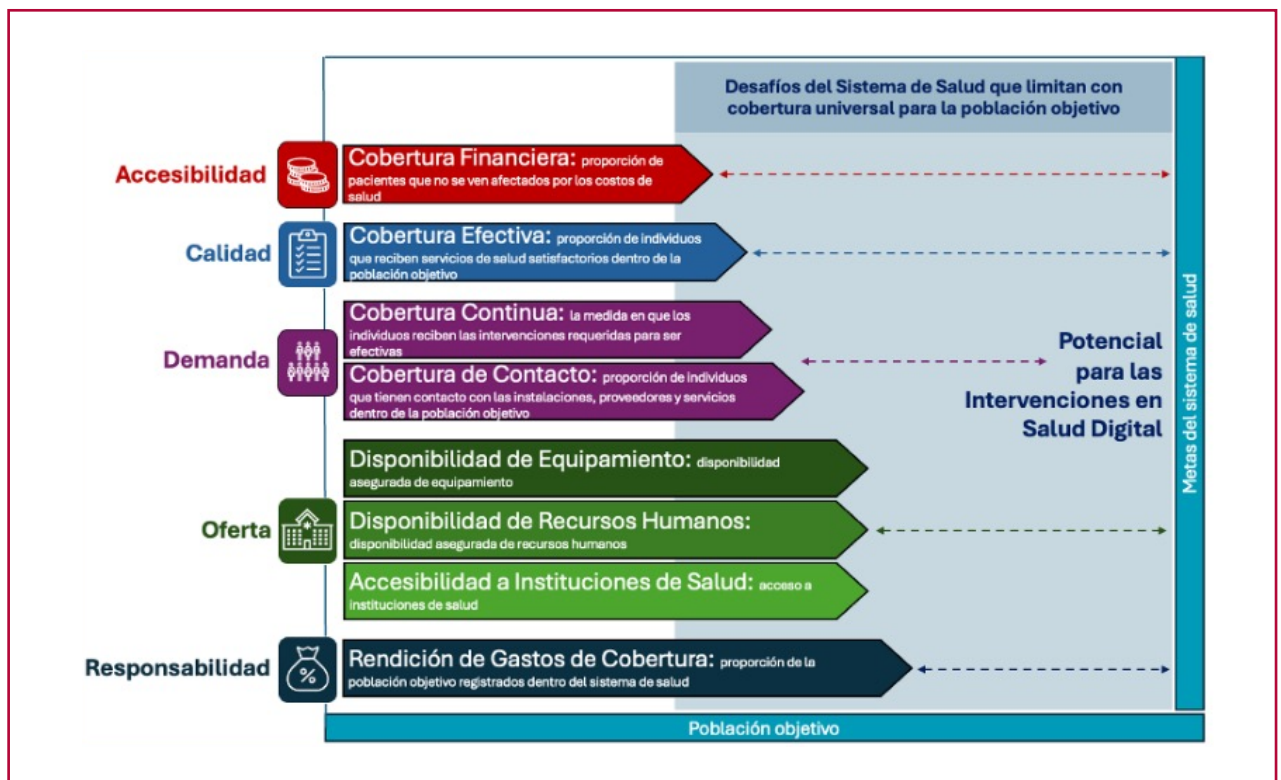 Desafíos del Sistema de Salud que limitan con
cobertura universal para la población objetivo
Accesibilidad
Cobertura Financiera: proporción de
pacientes que no se ven afectados por los costos de
salud
Calidad
Cobertura Efectiva: proporción de individuos
que reciben servicios de salud satisfactorios dentro de la
población objetivo
Demanda
Cobertura Continua: la medida en que los
individuos reciben las intervenciones requeridas para ser
efectivas
Cobertura de Contacto: proporción de individuos
que tienen contacto con las instalaciones, proveedores y servicios
dentro de la población objetivo
Potencial
para las
Intervenciones en
Salud Digital
Oferta
Disponibilidad de Equipamiento: disponibilidad
asegurada de equipamiento
Disponibilidad de Recursos Humanos:
disponibilidad asegurada de recursos humanos
Accesibilidad a Instituciones de Salud: acceso a
instituciones de salud
Responsabilidad
%
Rendición de Gastos de Cobertura: proporción de la
población objetivo registrados dentro del sistema de salud
Metas del sistema de salud
Población objetivo